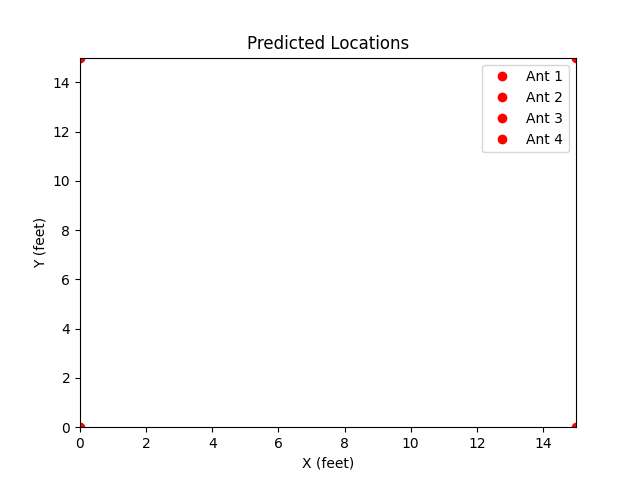 Predicted Locations
Ant 1
Ant 2
Ant 3
Ant 4
Y (feet)
14
12
10
8
6
4
2
0
0 2 4 6 8 10 12 14
X (feet)